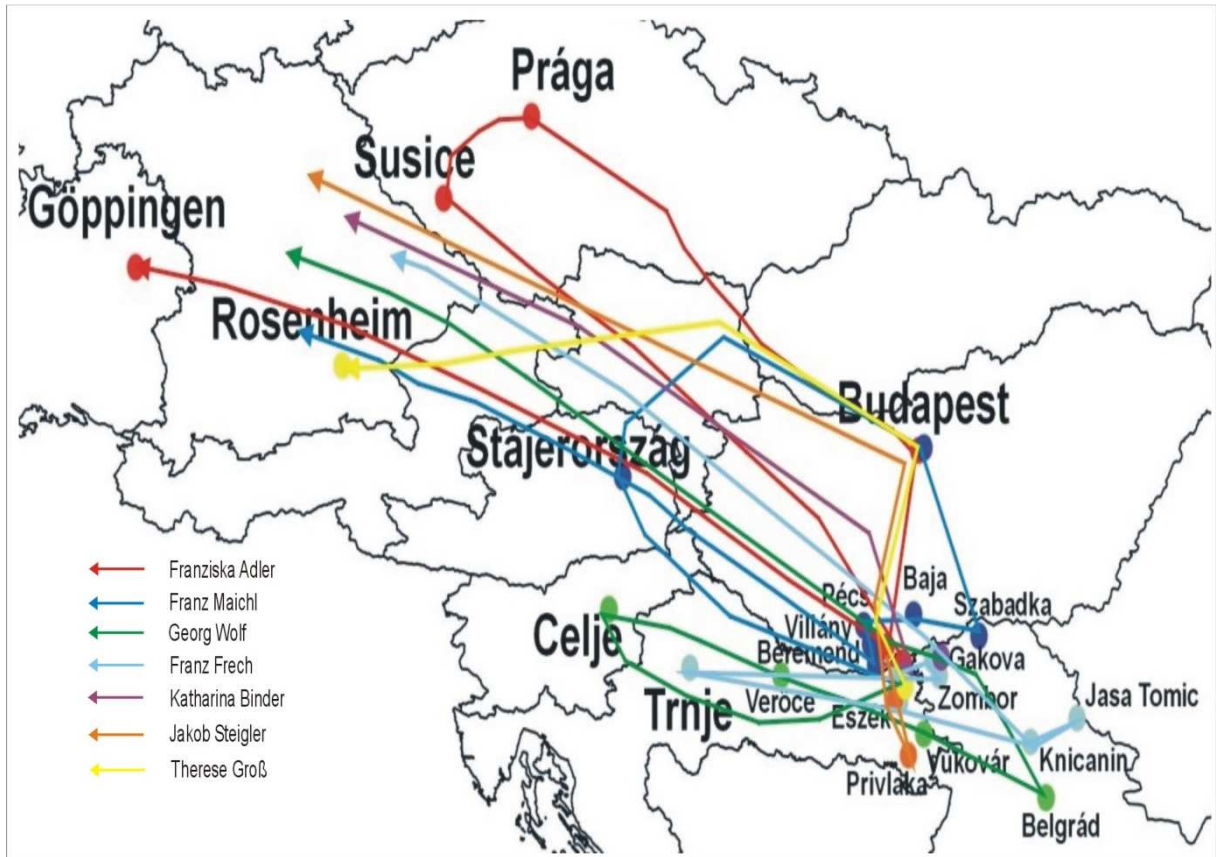 Prága
Susice
Göppingen
Rosenheim
Budapest
Stájerország
Baja
Pécs
Szabadka
Villány
Celje
Beremend
Gakova
Trnje
Veroce
Eszék
Zombor
Jasa Tomic
Vukovár
Knicanin
Privlaka
Belgrád
Franziska Adler
Franz Maichl
Georg Wolf
Franz Frech
Katharina Binder
Jakob Steigler
Therese Groß